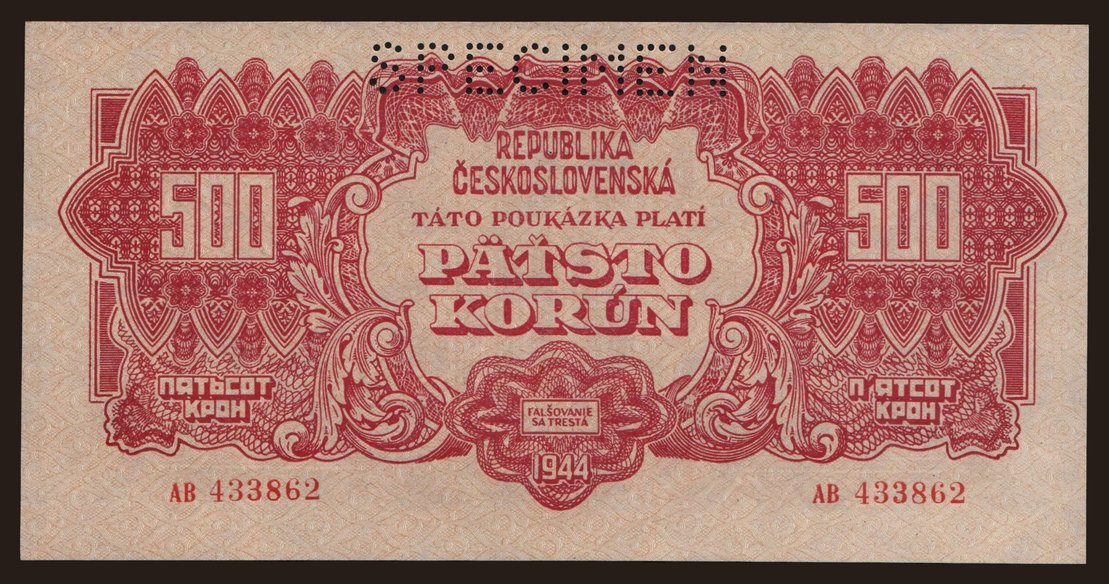 SPECIMEN
REPUBLIKA
ČESKOSLOVENSKÁ
500
TÁTO POUKÁZKA PLATÍ
500
PÄŤSTO
KORÚN
ПЯТЬСОТ
КРОН
FALŠOVANIE
SA TRESTÁ
П'ЯТСОТ
КРОН
1944
AB 433862
AB 433862